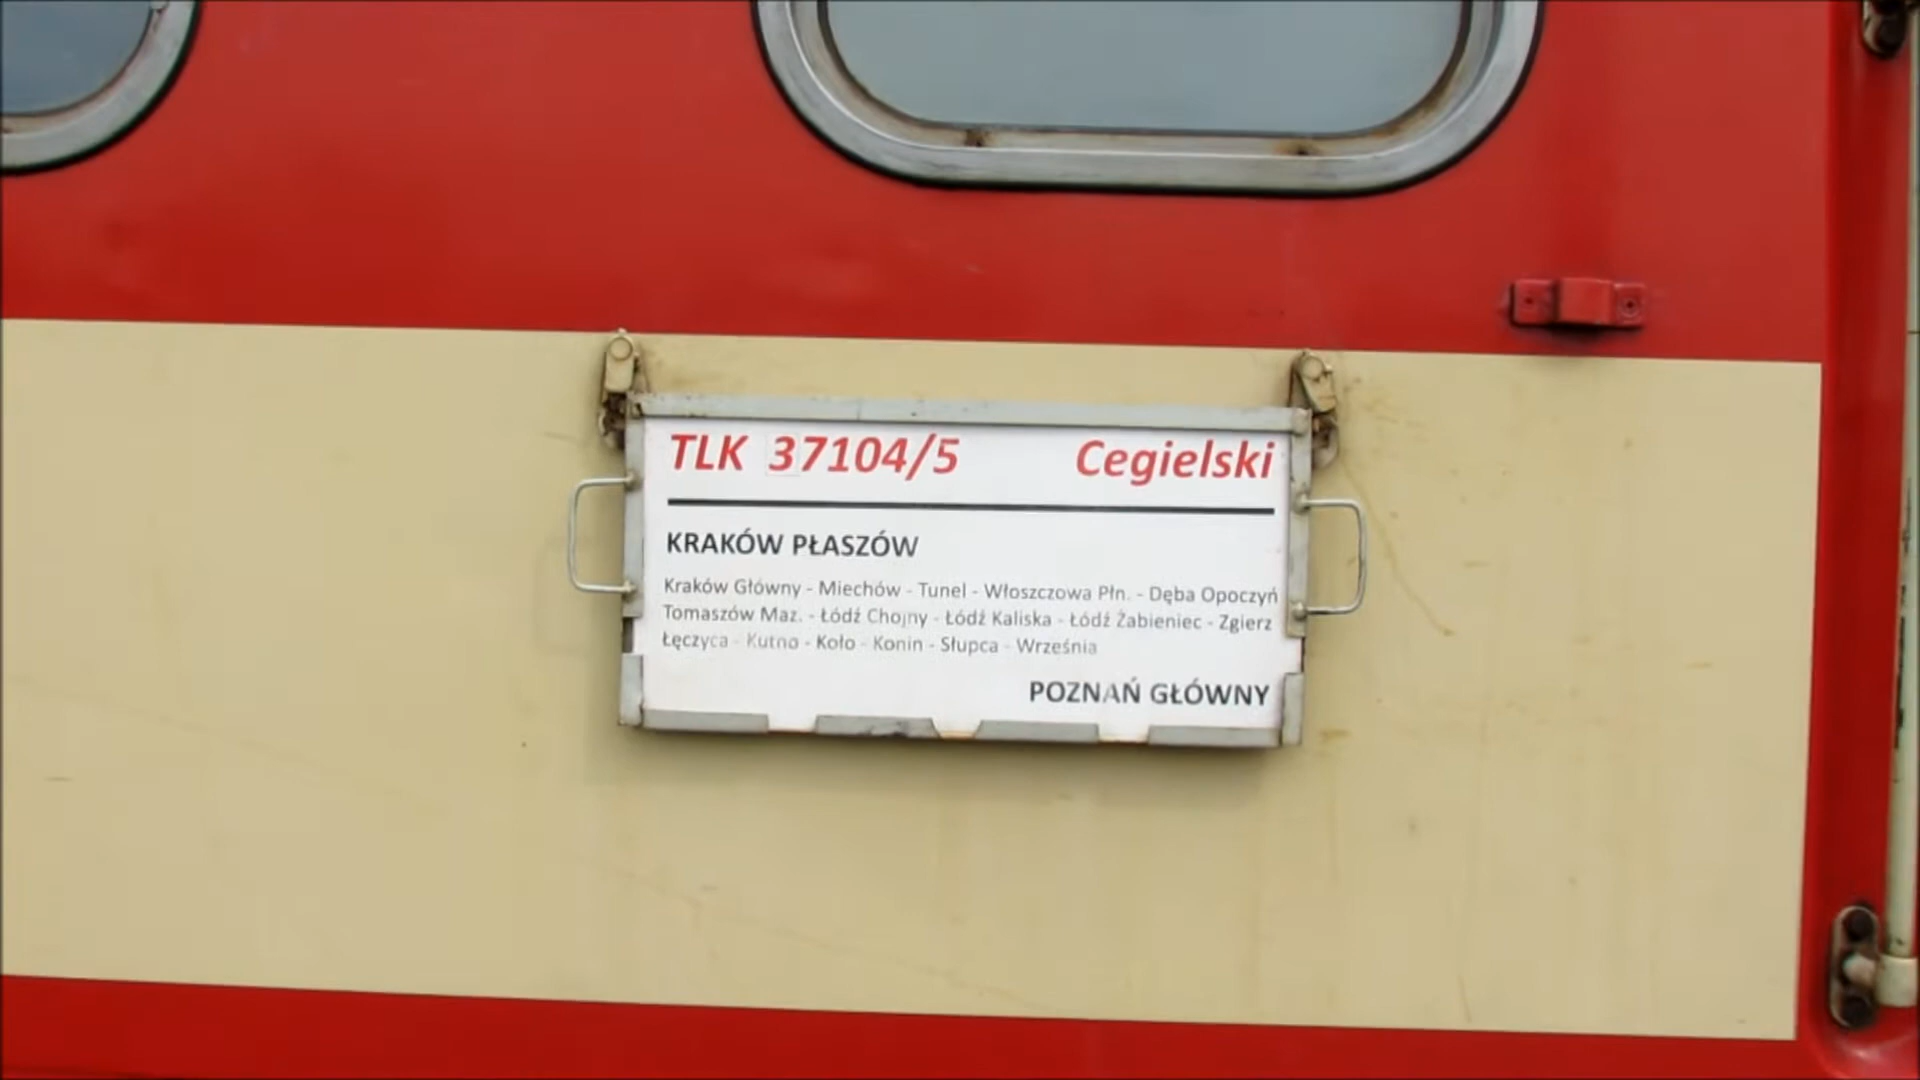 TLK 37104/5 Cegielski
KRAKÓW PŁASZÓW
Kraków Główny - Miechów - Tunel - Włoszczowa Płn. - Dęba Opoczyń
Tomaszów Maz. - Łódź Chojny - Łódź Kaliska - Łódź Żabieniec - Zgierz
Łęczyca - Kutno - Koło - Konin - Słupca - Września
POZNAŃ GŁÓWNY